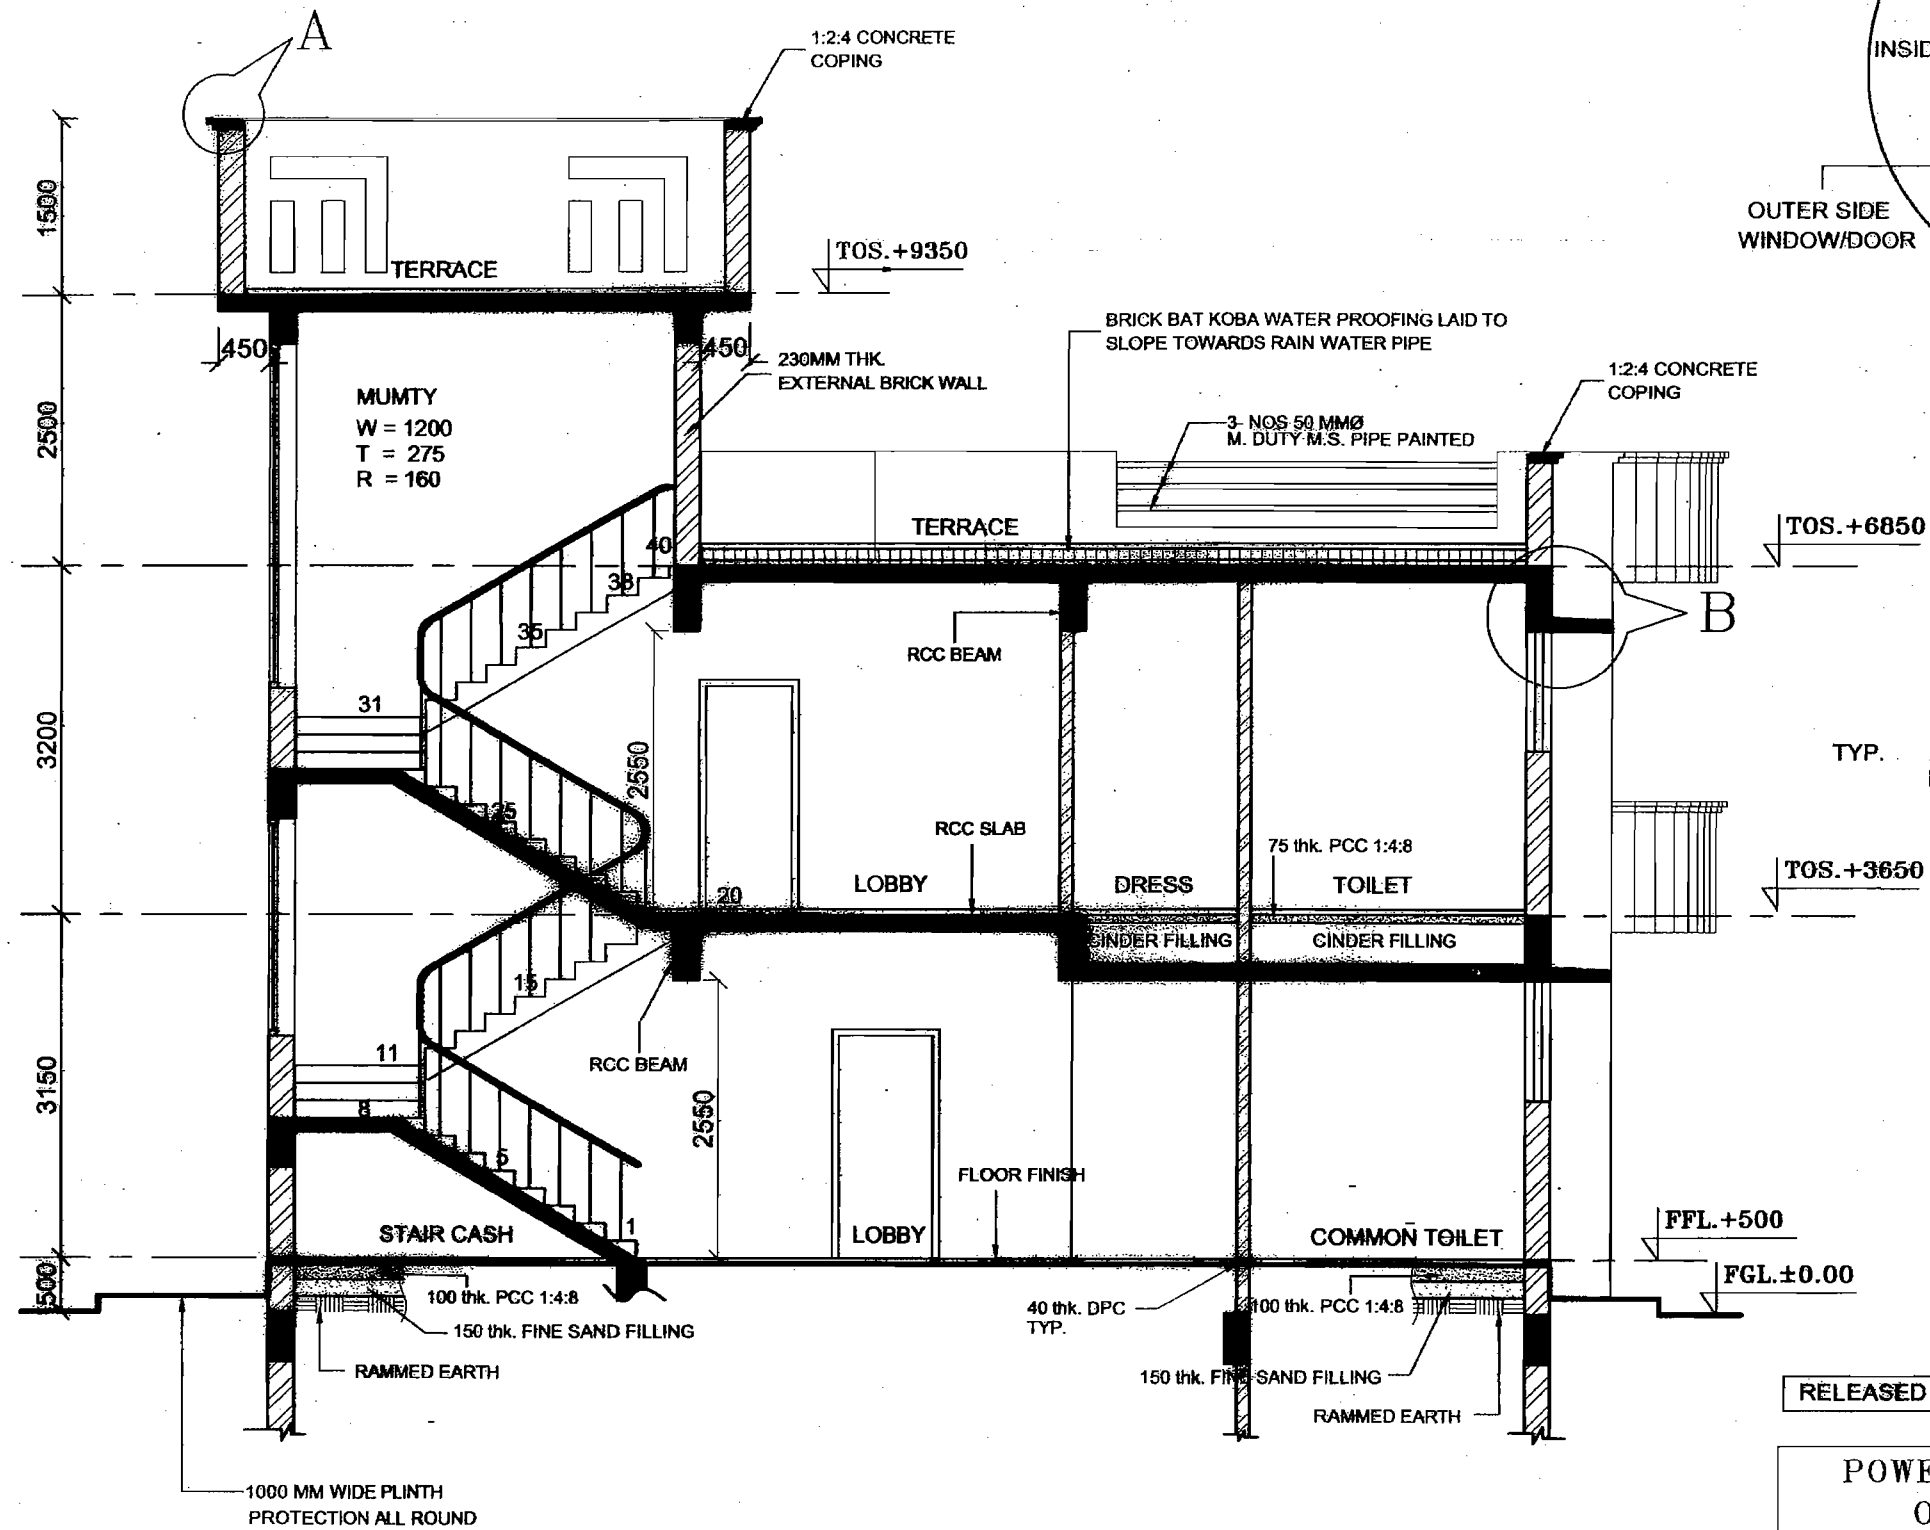 A
1:2:4 CONCRETE
COPING
INSID
OUTER SIDE
WINDOW/DOOR
1500
TERRACE
TOS.+9350
450
450
230MM THK.
EXTERNAL BRICK WALL
BRICK BAT KOBA WATER PROOFING LAID TO
SLOPE TOWARDS RAIN WATER PIPE
1:2:4 CONCRETE
COPING
MUMTY
W = 1200
T = 275
R = 160
2500
3 NOS 50 MMØ
M. DUTY M.S. PIPE PAINTED
TERRACE
TOS.+6850
40
38
35
31
RCC BEAM
B
3200
2550
TYP.
25
RCC SLAB
75 thk. PCC 1:4:8
20
LOBBY
DRESS
TOILET
TOS.+3650
CINDER FILLING
CINDER FILLING
15
11
RCC BEAM
3150
8
2550
5
FLOOR FINISH
1
STAIR CASH
LOBBY
COMMON TOILET
FFL.+500
500
FGL.±0.00
100 thk. PCC 1:4:8
150 thk. FINE SAND FILLING
RAMMED EARTH
40 thk. DPC
TYP.
100 thk. PCC 1:4:8
150 thk. FINE SAND FILLING
RAMMED EARTH
RELEASED
POWE
1000 MM WIDE PLINTH
PROTECTION ALL ROUND